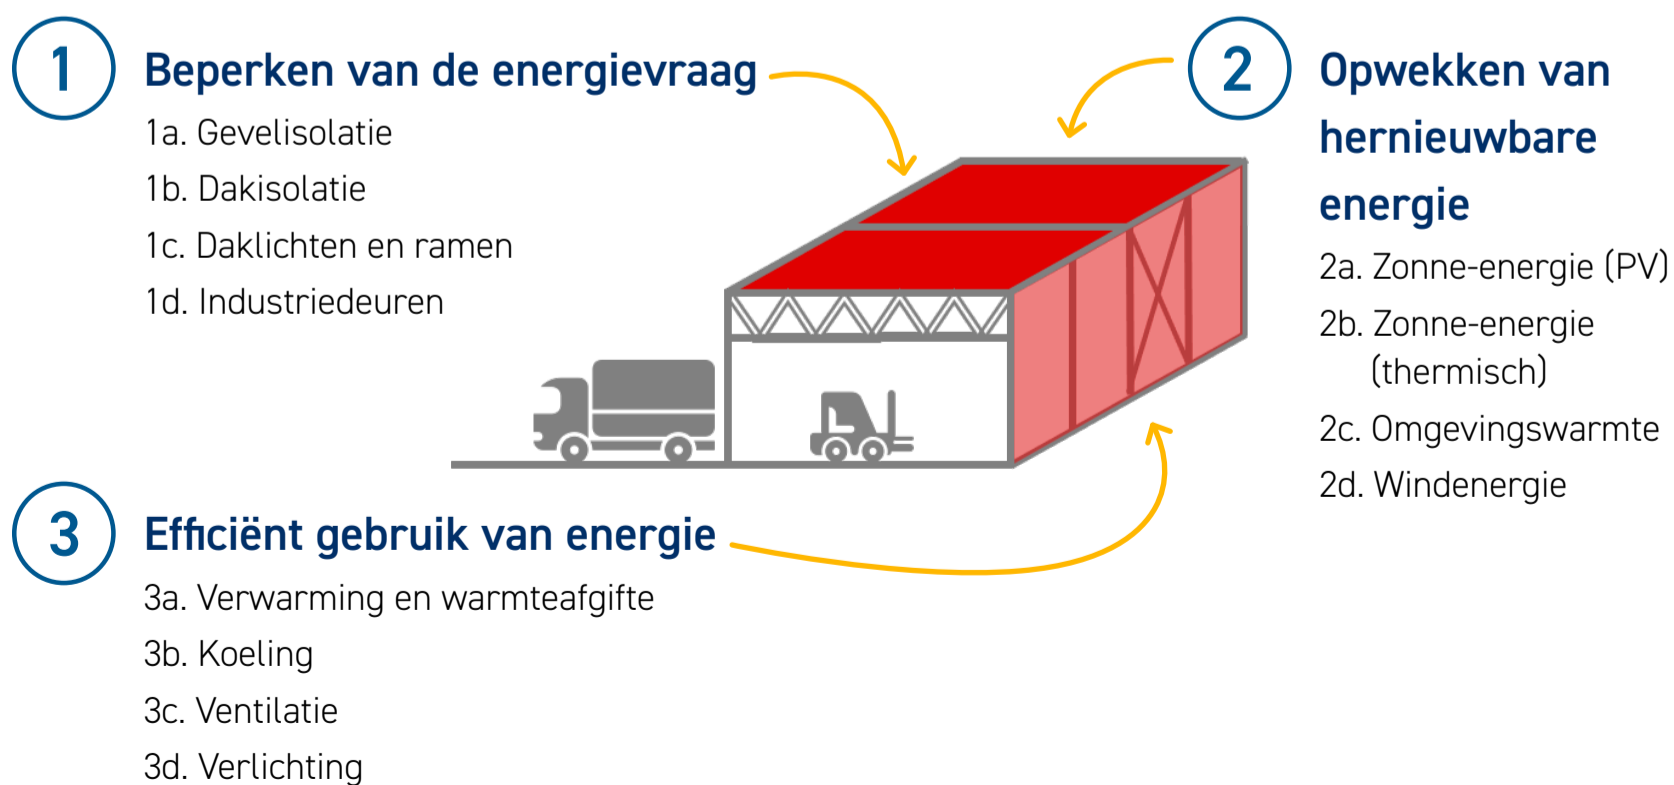 1
Beperken van de energievraag
1a. Gevelisolatie
1b. Dakisolatie
1c. Daklichten en ramen
1d. Industriedeuren
2
Opwekken van
hernieuwbare
energie
2a. Zonne-energie (PV)
2b. Zonne-energie
(thermisch)
2c. Omgevingswarmte
2d. Windenergie
3
Efficiënt gebruik van energie
3a. Verwarming en warmteafgifte
3b. Koeling
3c. Ventilatie
3d. Verlichting